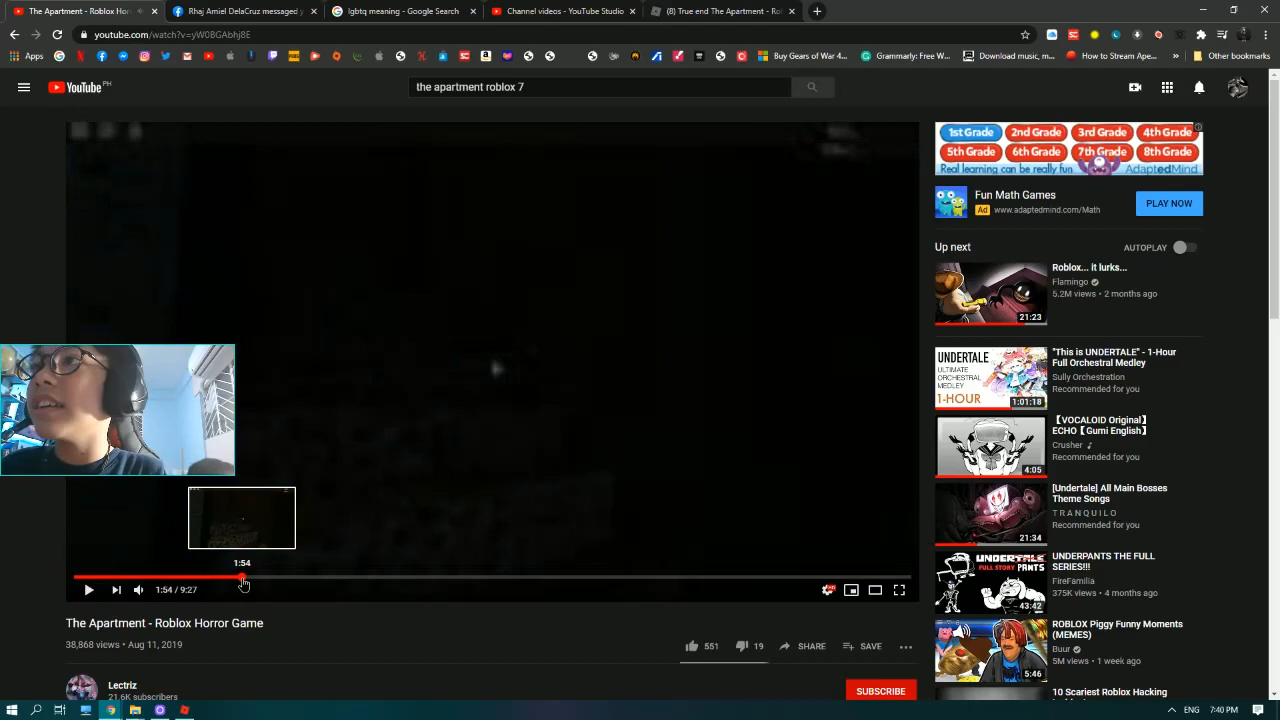 The Apartment - Roblox Horr
Rhaj Amiel DelaCruz messaged y
lgbtq meaning - Google Search
Channel videos - YouTube Studio
(8) True end The Apartment - Ro
youtube.com/watch?v=yW0BGAbhj8E
Apps
Buy Gears of War 4...
Grammarly: Free W...
Download music, m...
How to Stream Ape...
Other bookmarks
YouTube PH
the apartment roblox 7
1st Grade 2nd Grade 3rd Grade 4th Grade
5th Grade 6th Grade 7th Grade 8th Grade
Real learning can be really fun AdaptedMind
Fun Math Games
Ad www.adaptedmind.com/Math
PLAY NOW
Up next
AUTOPLAY
Roblox... it lurks...
Flamingo
5.2M views • 2 months ago
21:23
UNDERTALE
ULTIMATE
ORCHESTRAL
MEDLEY
1-HOUR
1:01:18
"This is UNDERTALE" - 1-Hour
Full Orchestral Medley
Sully Orchestration
Recommended for you
【VOCALOID Original】
ECHO【Gumi English】
Crusher ♪
Recommended for you
4:05
[Undertale] All Main Bosses
Theme Songs
T R A N Q U I L O
Recommended for you
21:34
UNDERTALE
FULL STORY PANTS
43:42
UNDERPANTS THE FULL
SERIES!!!
FireFamilia
375K views • 4 months ago
ROBLOX Piggy Funny Moments
(MEMES)
Buur
5M views • 1 week ago
5:46
10 Scariest Roblox Hacking
1:54
1:54 / 9:27
The Apartment - Roblox Horror Game
38,868 views • Aug 11, 2019
551
19
SHARE
SAVE
Lectriz
21.6K subscribers
SUBSCRIBE
ENG
7:40 PM